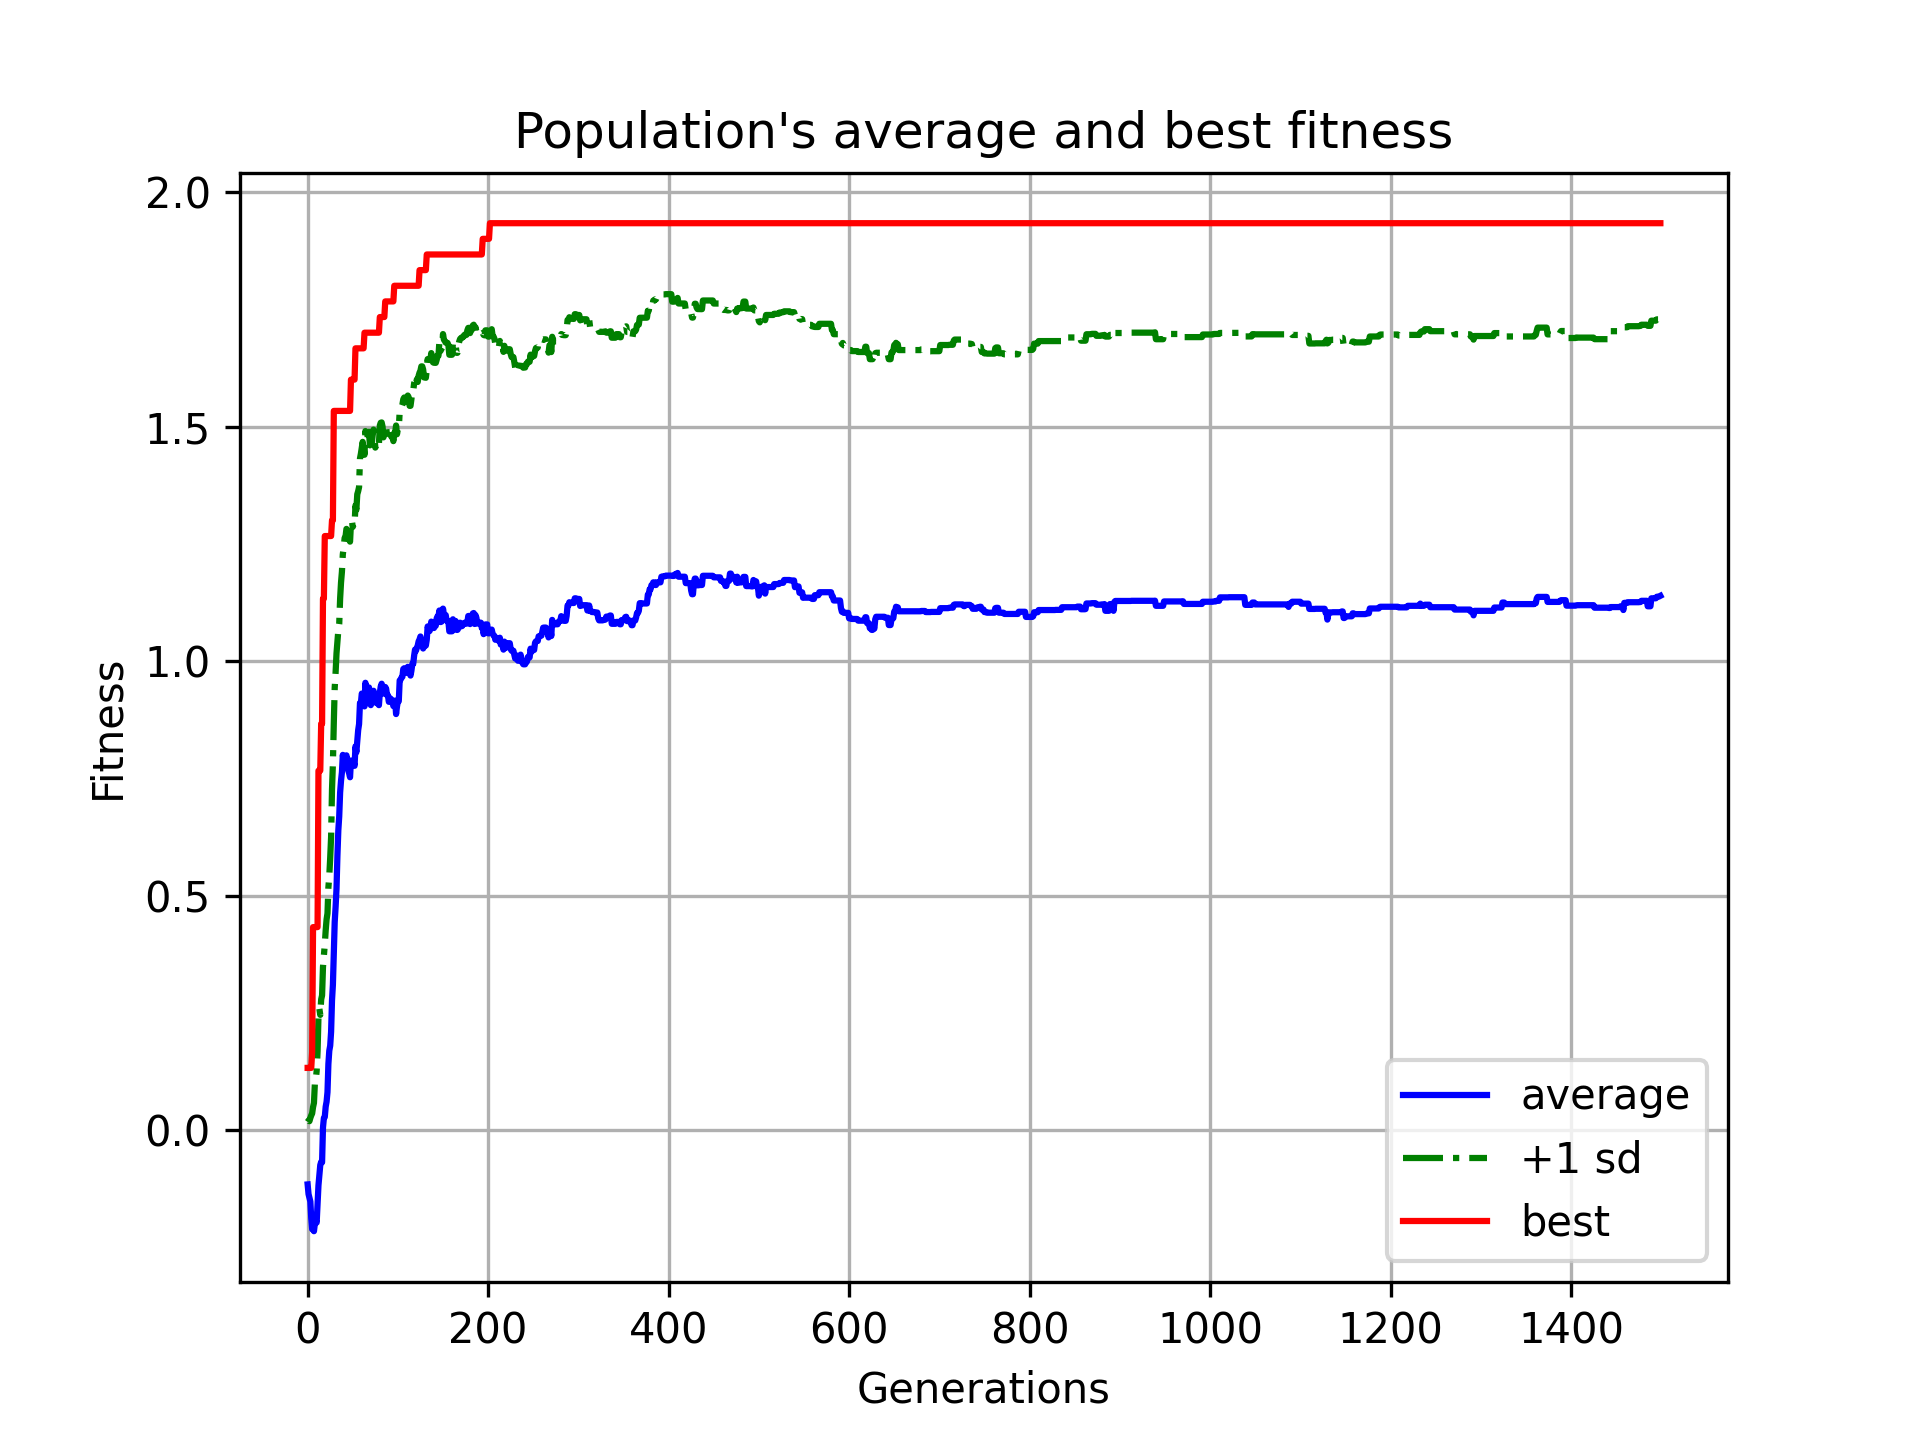 Population's average and best fitness
2.0
1.5
1.0
0.5
0.0
Fitness
0 200 400 600 800 1000 1200 1400
Generations
average
+1 sd
best